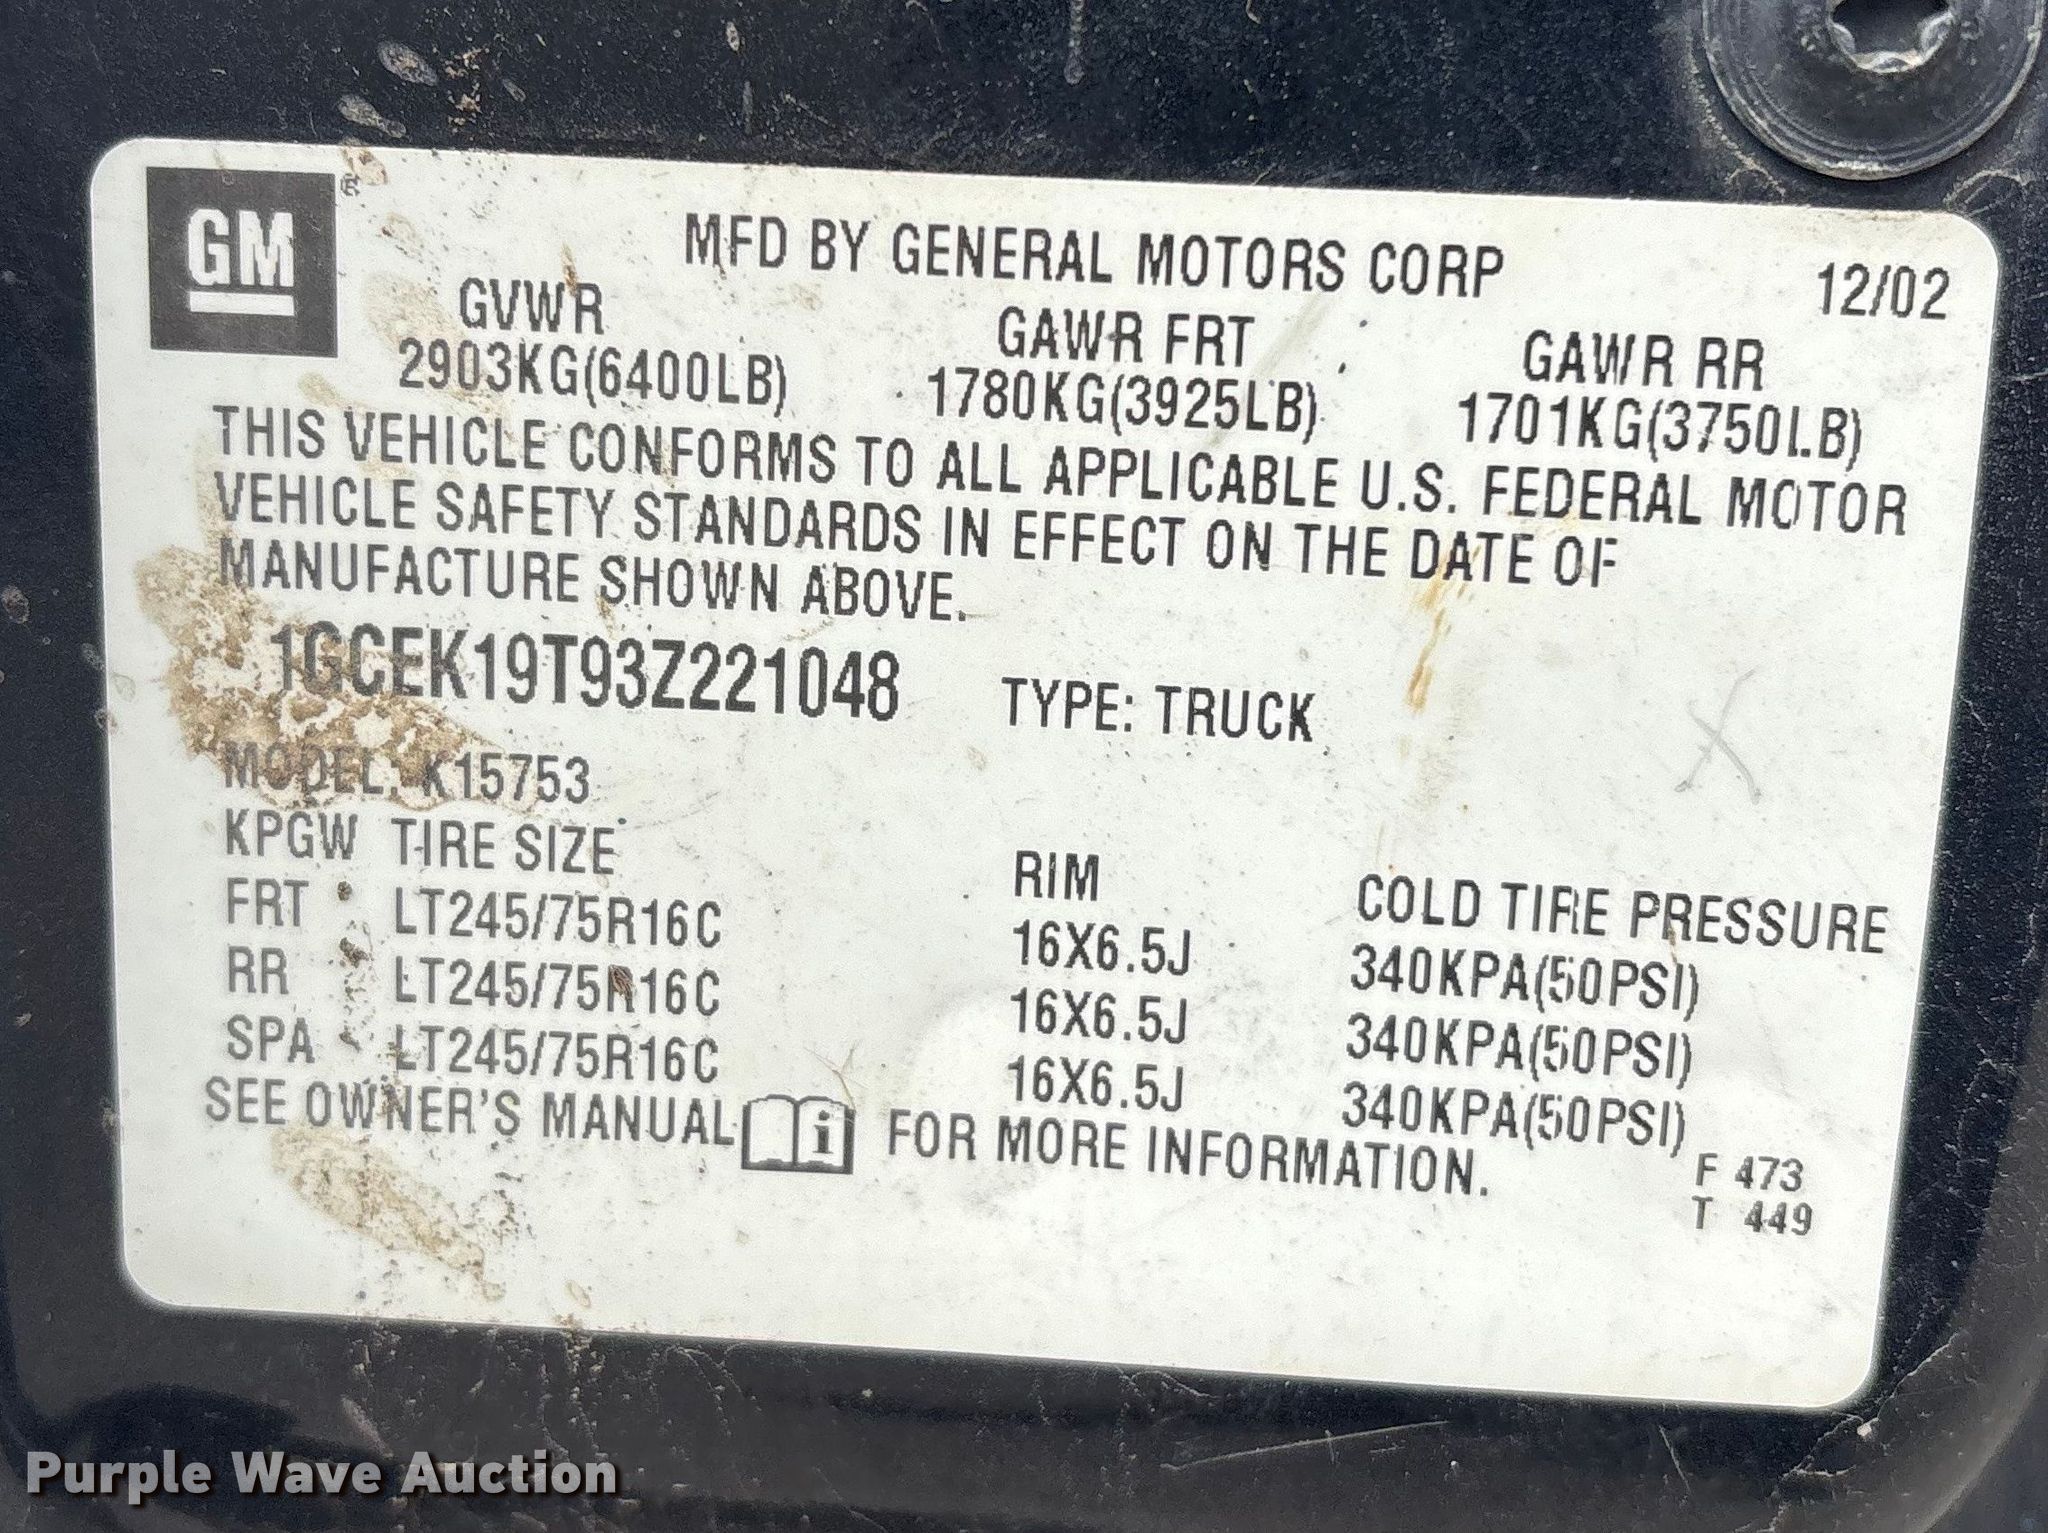 GM ®
MFD BY GENERAL MOTORS CORP
12/02
GVWR GAWR FRT GAWR RR
2903KG(6400LB) 1780KG(3925LB) 1701KG(3750LB)
THIS VEHICLE CONFORMS TO ALL APPLICABLE U.S. FEDERAL MOTOR
VEHICLE SAFETY STANDARDS IN EFFECT ON THE DATE OF
MANUFACTURE SHOWN ABOVE.
1GCEK19T93Z221048 TYPE: TRUCK
MODEL: K15753
KPGW TIRE SIZE RIM COLD TIRE PRESSURE
FRT LT245/75R16C 16X6.5J 340KPA(50PSI)
RR LT245/75R16C 16X6.5J 340KPA(50PSI)
SPA LT245/75R16C 16X6.5J 340KPA(50PSI)
SEE OWNER'S MANUAL i FOR MORE INFORMATION.
F 473
T 449
Purple Wave Auction